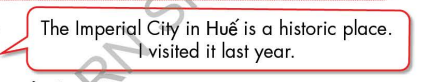 The Imperial City in Huế is a historic place.
I visited it last year.